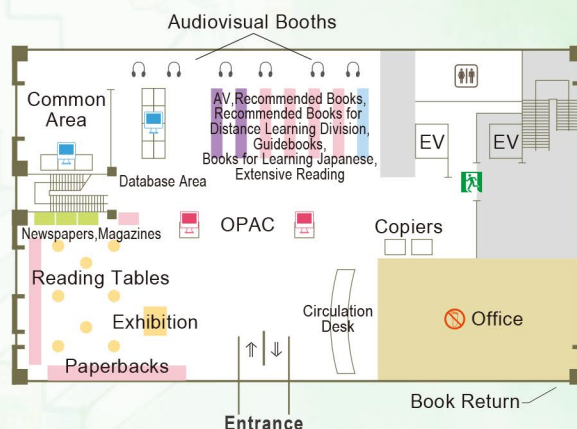 Audiovisual Booths
Common
Area
AV,Recommended Books,
Recommended Books for
Distance Learning Division,
Guidebooks,
Books for Learning Japanese,
Extensive Reading
EV
EV
Database Area
Newspapers,Magazines
OPAC
Copiers
Reading Tables
Exhibition
Circulation
Desk
Office
Paperbacks
Book Return
Entrance